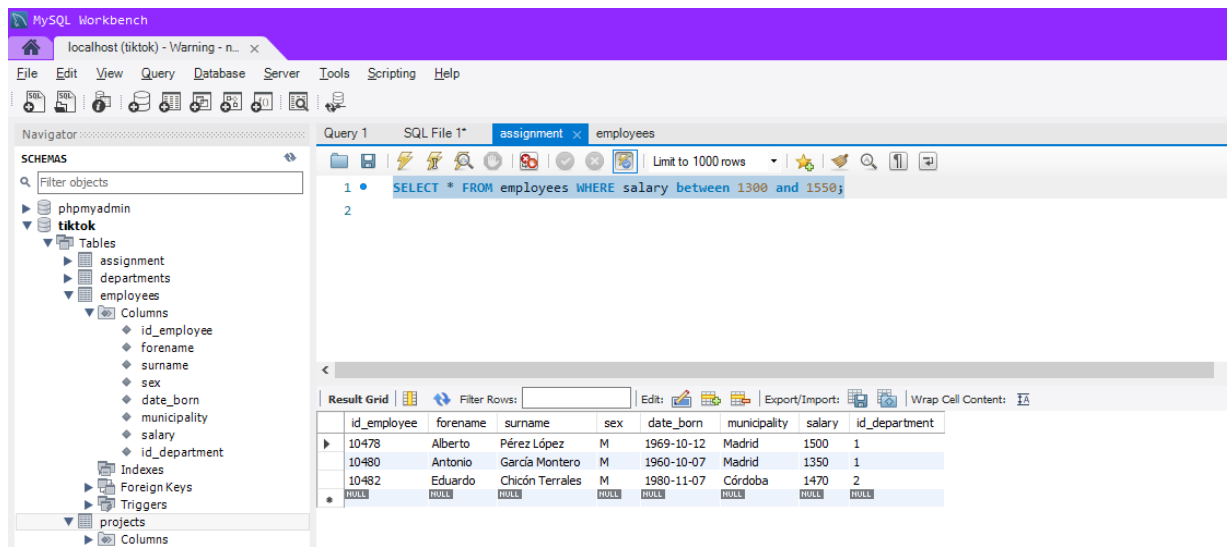 MySQL Workbench
localhost (tiktok) - Warning - n...
File Edit View Query Database Server Tools Scripting Help
Navigator
Query 1 SQL File 1* assignment employees
SCHEMAS
Limit to 1000 rows
Filter objects
1 SELECT * FROM employees WHERE salary between 1300 and 1550;
2
phpmyadmin
tiktok
Tables
assignment
departments
employees
Columns
id_employee
forename
surname
sex
date_born
municipality
salary
id_department
Indexes
Foreign Keys
Triggers
projects
Columns
Result Grid Filter Rows: Edit: Export/Import: Wrap Cell Content:
id_employee forename surname sex date_born municipality salary id_department
10478 Alberto Pérez López M 1969-10-12 Madrid 1500 1
10480 Antonio García Montero M 1960-10-07 Madrid 1350 1
10482 Eduardo Chicón Terrales M 1980-11-07 Córdoba 1470 2
NULL NULL NULL NULL NULL NULL NULL NULL